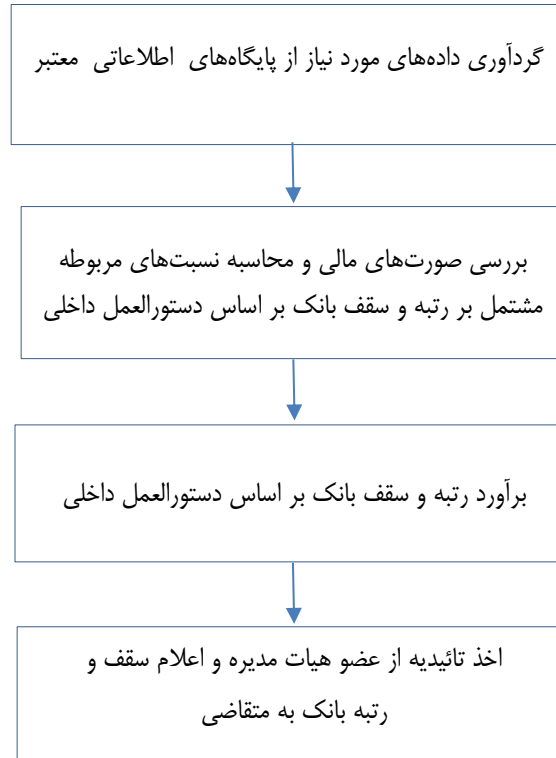 گردآوری داده‌های مورد نیاز از پایگاه‌های اطلاعاتی معتبر
بررسی صورت‌های مالی و محاسبه نسبت‌های مربوطه
مشتمل بر رتبه و سقف بانک بر اساس دستورالعمل داخلی
برآورد رتبه و سقف بانک بر اساس دستورالعمل داخلی
اخذ تائیدیه از عضو هیات مدیره و اعلام سقف و
رتبه بانک به متقاضی